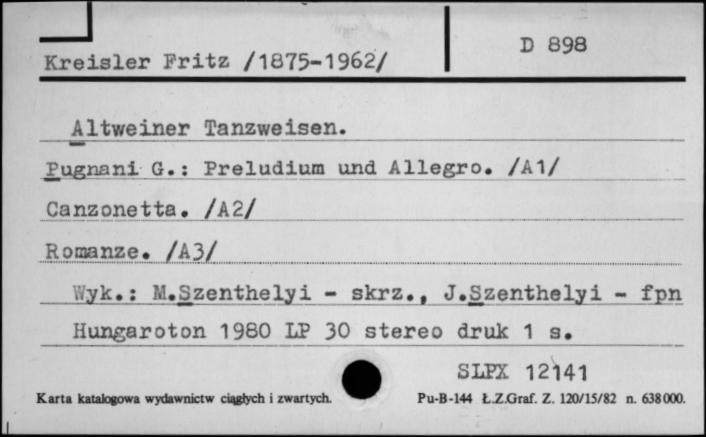 Kreisler Fritz /1875-1962/
D 898
Altweiner Tanzweisen.
Pugnani G.: Preludium und Allegro. /A1/
Canzonetta. /A2/
Romanze. /A3/
Wyk.: M.Szenthelyi - skrz., J.Szenthelyi - fpn
Hungaroton 1980 LP 30 stereo druk 1 s.
SLPX 12141
Karta katalogowa wydawnictw ciągłych i zwartych.
Pu-B-144 Ł.Z.Graf. Z. 120/15/82 n. 638000.